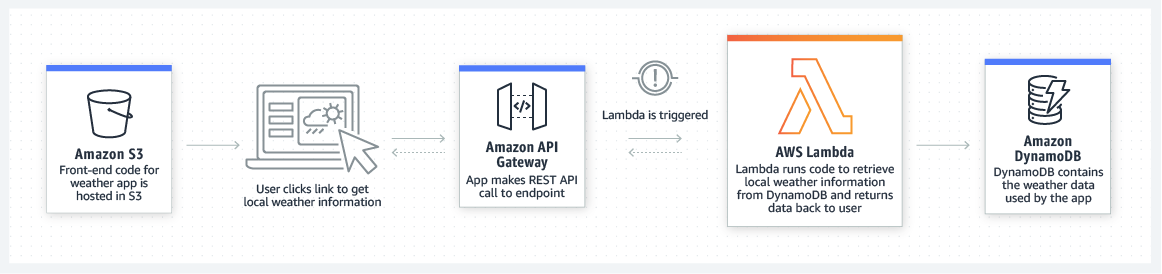 Amazon S3
Front-end code for
weather app is
hosted in S3
User clicks link to get
local weather information
</>
Amazon API
Gateway
App makes REST API
call to endpoint
!
Lambda is triggered
AWS Lambda
Lambda runs code to retrieve
local weather information
from DynamoDB and returns
data back to user
Amazon
DynamoDB
DynamoDB contains
the weather data
used by the app